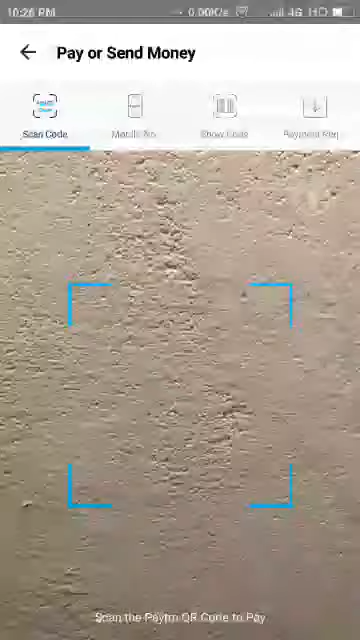 10:26 PM 0.00K/s 4G HD
Pay or Send Money
Scan Code Mobile No. Show Code Payment Req
Scan the Paytm QR Code to Pay